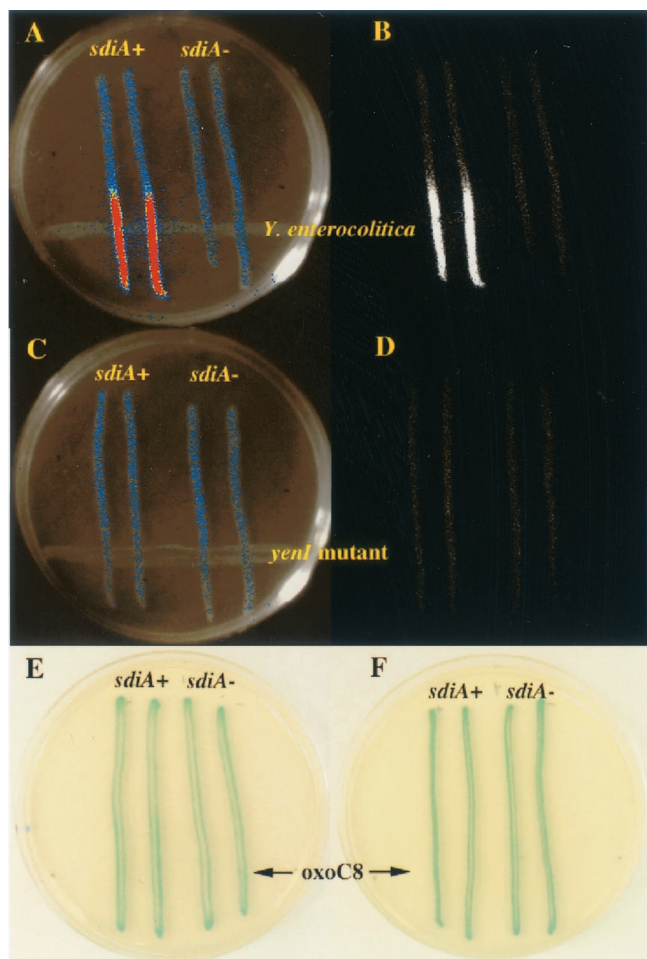 A
B
sdiA+ sdiA-
Y. enterocolitica
C
D
sdiA+ sdiA-
yenI mutant
E
F
sdiA+ sdiA-
sdiA+ sdiA-
oxoC8